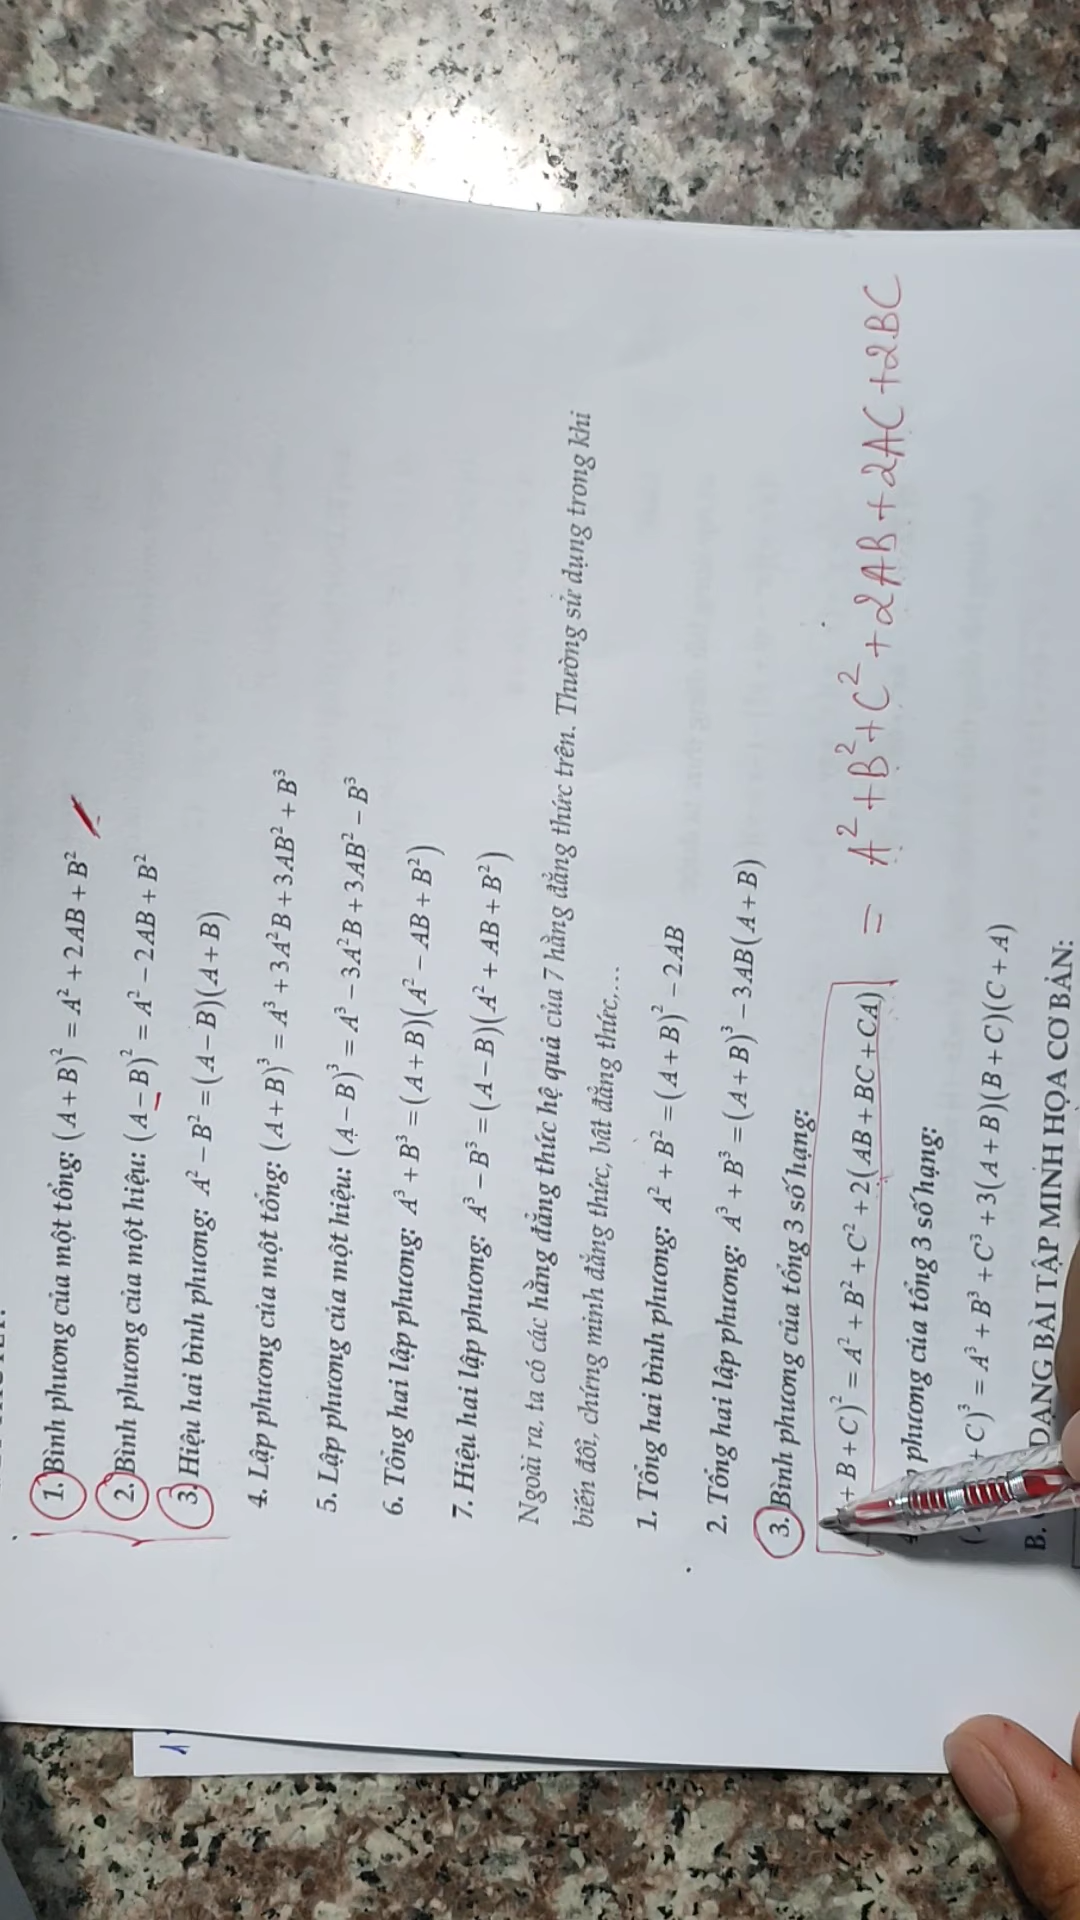 1. Bình phương của một tổng: (A + B)² = A² + 2AB + B²
2. Bình phương của một hiệu: (A − B)² = A² − 2AB + B²
3. Hiệu hai bình phương: A² − B² = (A − B)(A + B)
4. Lập phương của một tổng: (A + B)³ = A³ + 3A²B + 3AB² + B³
5. Lập phương của một hiệu: (A − B)³ = A³ − 3A²B + 3AB² − B³
6. Tổng hai lập phương: A³ + B³ = (A + B)(A² − AB + B²)
7. Hiệu hai lập phương: A³ − B³ = (A − B)(A² + AB + B²)
Ngoài ra, ta có các hằng đẳng thức hệ quả của 7 hằng đẳng thức trên. Thường sử dụng trong khi
biến đổi, chứng minh đẳng thức, bất đẳng thức,…
1. Tổng hai bình phương: A² + B² = (A + B)² − 2AB
2. Tổng hai lập phương: A³ + B³ = (A + B)³ − 3AB(A + B)
3. Bình phương của tổng 3 số hạng:
+ B + C)² = A² + B² + C² + 2(AB + BC + CA) = A² + B² + C² + 2AB + 2AC + 2BC
phương của tổng 3 số hạng:
+ C)³ = A³ + B³ + C³ + 3(A + B)(B + C)(C + A)
B. DẠNG BÀI TẬP MINH HỌA CƠ BẢN: